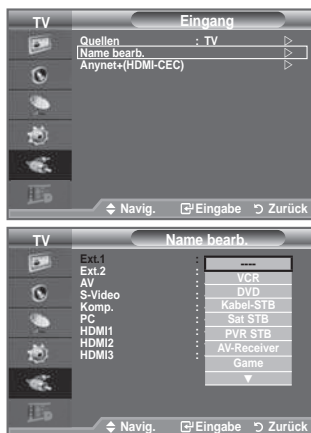 TV Eingang
Quellen : TV
Name bearb.
Anynet+(HDMI-CEC)
Navig. Eingabe Zurück
TV Name bearb.
Ext.1 : ----
Ext.2 : VCR
AV : DVD
S-Video : Kabel-STB
Komp. : Sat STB
PC : PVR STB
HDMI1 : AV-Receiver
HDMI2 : Game
HDMI3 : ▼
Navig. Eingabe Zurück